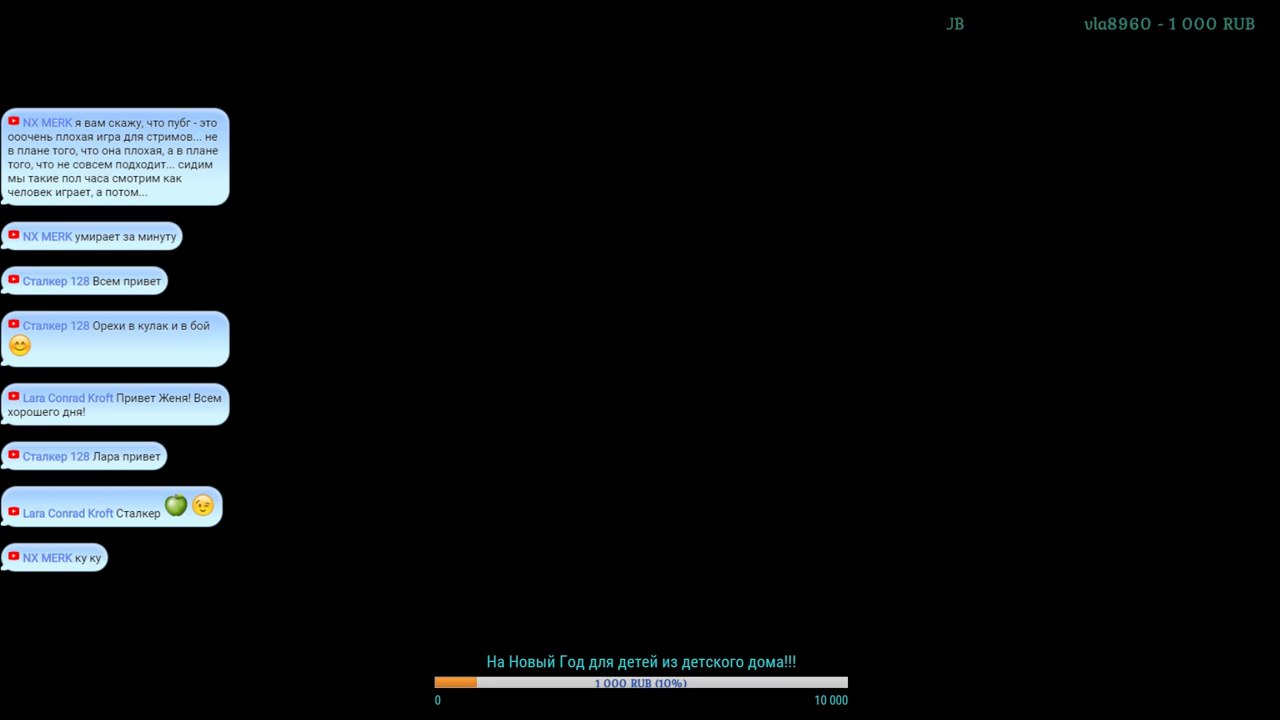 JB
vla8960 - 1 000 RUB
NX MERK я вам скажу, что пубг - это
ооочень плохая игра для стримов... не
в плане того, что она плохая, а в плане
того, что не совсем подходит... сидим
мы такие пол часа смотрим как
человек играет, а потом...
NX MERK умирает за минуту
Сталкер 128 Всем привет
Сталкер 128 Орехи в кулак и в бой
😊
Lara Conrad Kroft Привет Женя! Всем
хорошего дня!
Сталкер 128 Лара привет
Lara Conrad Kroft Сталкер 🍏 😉
NX MERK ку ку
На Новый Год для детей из детского дома!!!
1 000 RUB (10%)
0
10 000